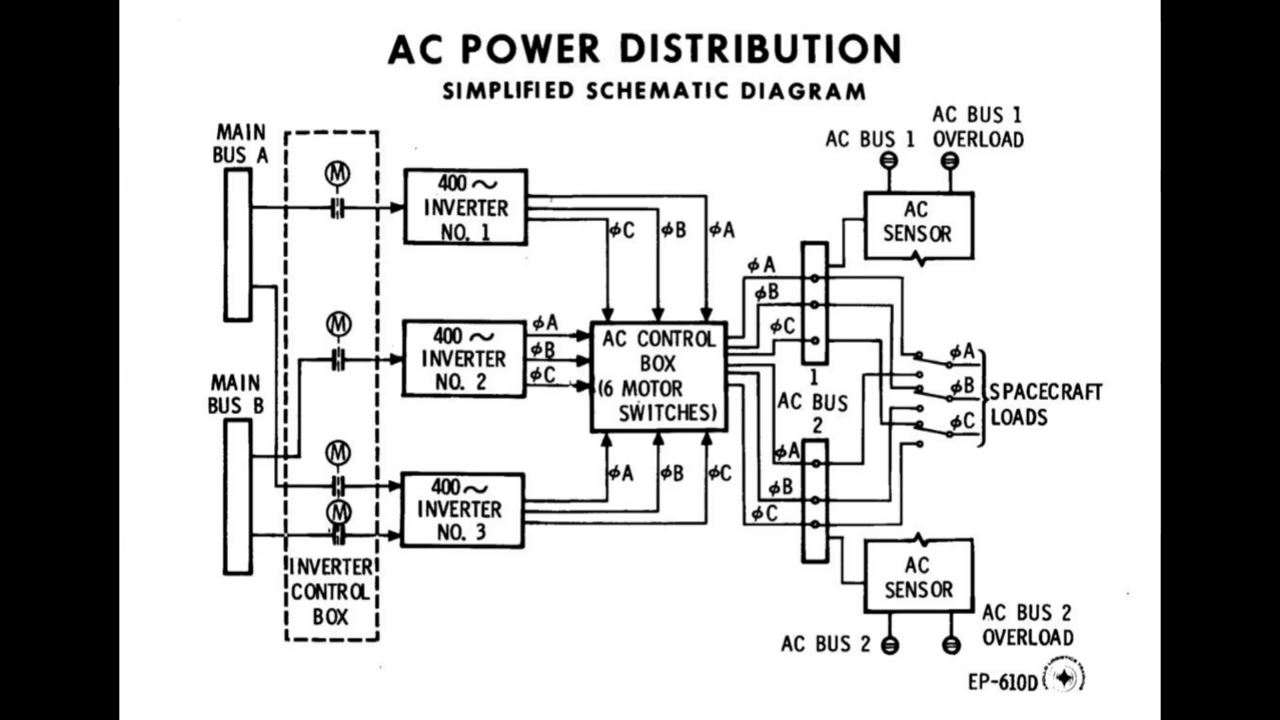 AC POWER DISTRIBUTION
SIMPLIFIED SCHEMATIC DIAGRAM
MAIN
BUS A
M
400 ~
INVERTER
NO. 1
ϕC
ϕB
ϕA
AC BUS 1
AC BUS 1
OVERLOAD
AC
SENSOR
M
400 ~
INVERTER
NO. 2
ϕA
ϕB
ϕC
AC CONTROL
BOX
(6 MOTOR
SWITCHES)
ϕA
ϕB
ϕC
1
AC BUS
2
ϕA
ϕB
ϕC
SPACECRAFT
LOADS
MAIN
BUS B
M
M
400 ~
INVERTER
NO. 3
ϕA
ϕB
ϕC
ϕA
ϕB
ϕC
INVERTER
CONTROL
BOX
AC
SENSOR
AC BUS 2
AC BUS 2
OVERLOAD
EP-610D